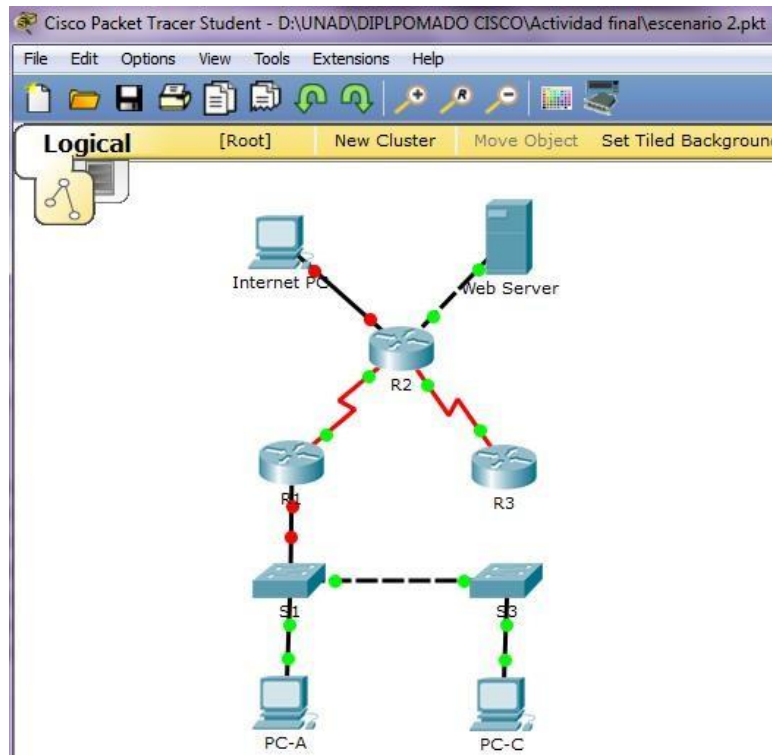 Cisco Packet Tracer Student - D:\UNAD\DIPLPOMADO CISCO\Actividad final\escenario 2.pkt
File Edit Options View Tools Extensions Help
Logical [Root] New Cluster Move Object Set Tiled Background
Internet PC
Web Server
R2
R1
R3
S1
S3
PC-A
PC-C